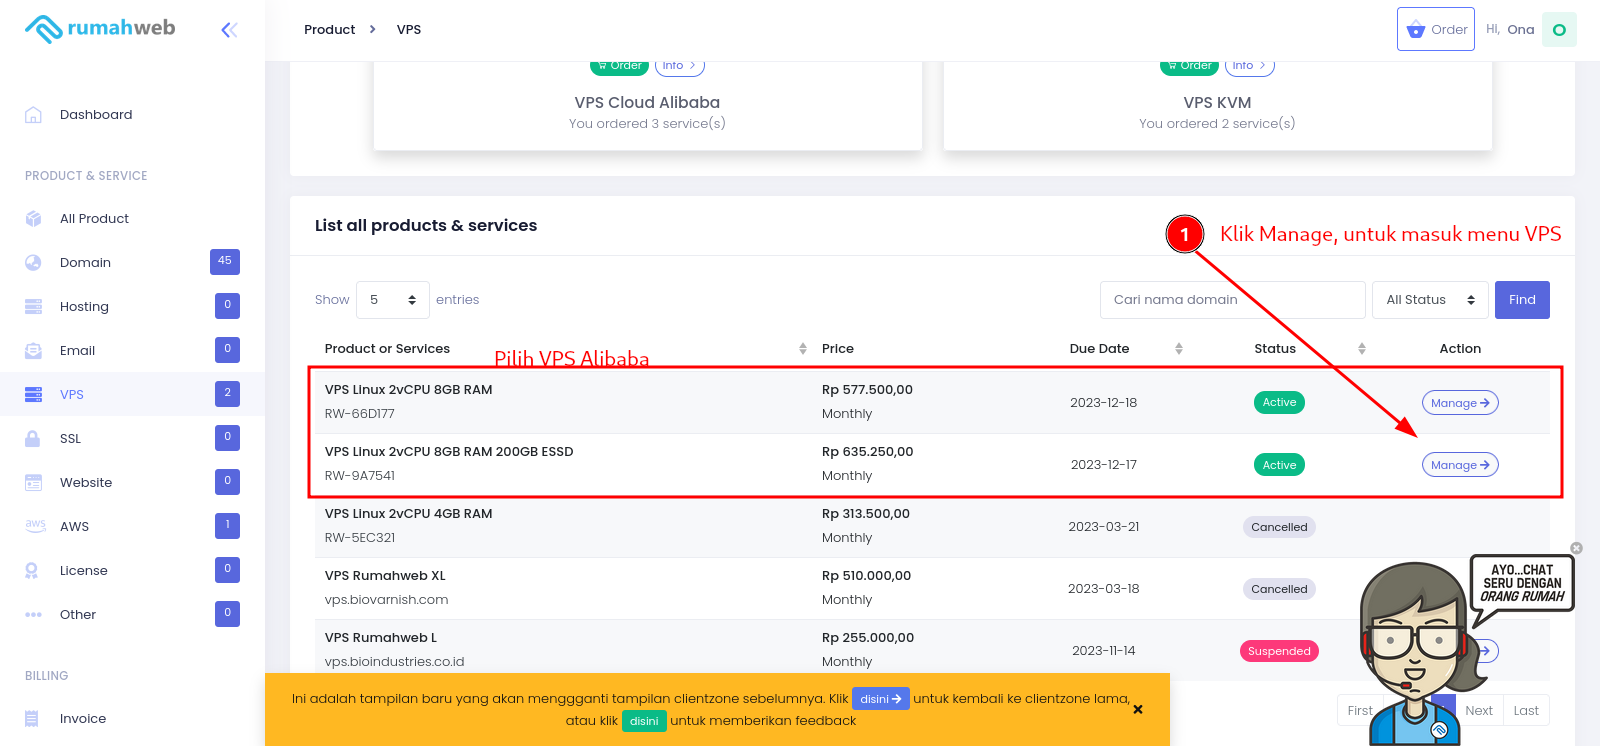 rumahweb
Product > VPS
Order
HI, Ona
O
Dashboard
PRODUCT & SERVICE
All Product
Domain 45
Hosting 0
Email 0
VPS 2
SSL 0
Website 0
aws AWS 1
License 0
Other 0
BILLING
Invoice
Order Info
VPS Cloud Alibaba
You ordered 3 service(s)
Order Info
VPS KVM
You ordered 2 service(s)
List all products & services
1 Klik Manage, untuk masuk menu VPS
Show 5 entries
Cari nama domain
All Status
Find
Product or Services Price Due Date Status Action
Pilih VPS Alibaba
VPS Linux 2vCPU 8GB RAM
RW-66D177
Rp 577.500,00
Monthly
2023-12-18
Active
Manage
VPS Linux 2vCPU 8GB RAM 200GB ESSD
RW-9A7541
Rp 635.250,00
Monthly
2023-12-17
Active
Manage
VPS Linux 2vCPU 4GB RAM
RW-5EC321
Rp 313.500,00
Monthly
2023-03-21
Cancelled
VPS Rumahweb XL
vps.biovarnish.com
Rp 510.000,00
Monthly
2023-03-18
Cancelled
VPS Rumahweb L
vps.bioindustries.co.id
Rp 255.000,00
Monthly
2023-11-14
Suspended
AYO...CHAT
SERU DENGAN
ORANG RUMAH
First
Next
Last
Ini adalah tampilan baru yang akan menggganti tampilan clientzone sebelumnya. Klik disini untuk kembali ke clientzone lama,
atau klik disini untuk memberikan feedback